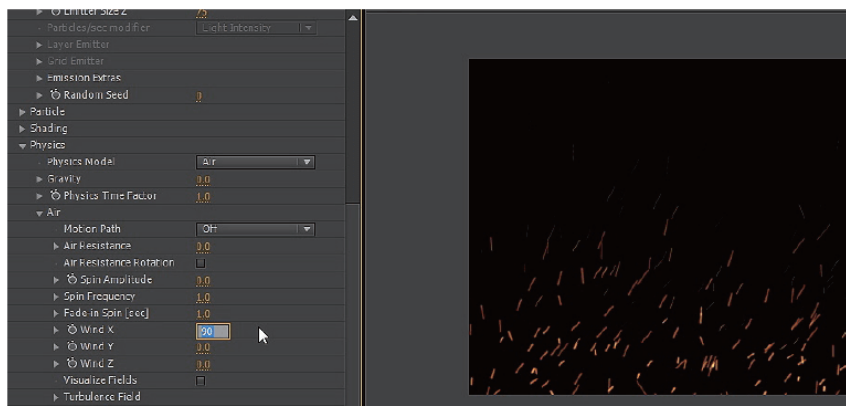 Emitter Size Z 75
Particles/sec modifier Light Intensity
Layer Emitter
Grid Emitter
Emission Extras
Random Seed 0
Particle
Shading
Physics
Physics Model Air
Gravity 0.0
Physics Time Factor 1.0
Air
Motion Path Off
Air Resistance 0.0
Air Resistance Rotation
Spin Amplitude 0.0
Spin Frequency 1.0
Fade-in Spin [sec] 1.0
Wind X 90
Wind Y 0.0
Wind Z 0.0
Visualize Fields
Turbulence Field